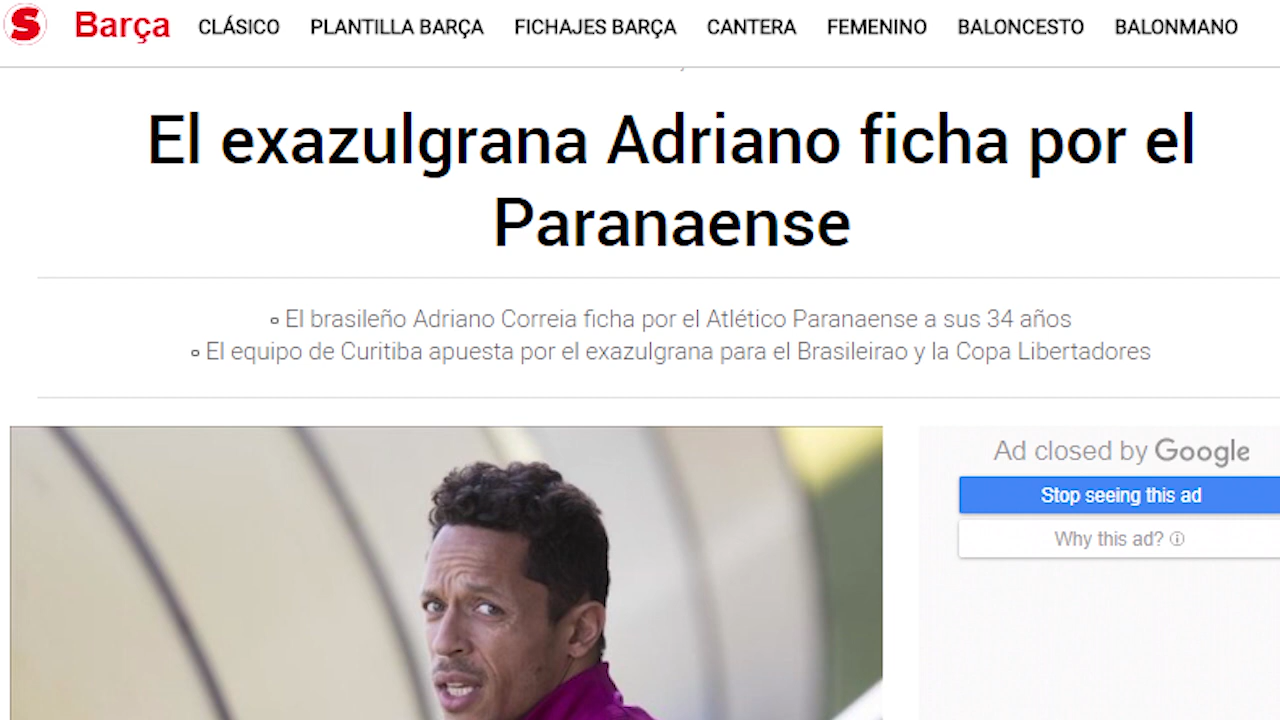 S Barça CLÁSICO PLANTILLA BARÇA FICHAJES BARÇA CANTERA FEMENINO BALONCESTO BALONMANO
El exazulgrana Adriano ficha por el
Paranaense
El brasileño Adriano Correia ficha por el Atlético Paranaense a sus 34 años
El equipo de Curitiba apuesta por el exazulgrana para el Brasileirao y la Copa Libertadores
Ad closed by Google
Stop seeing this ad
Why this ad?